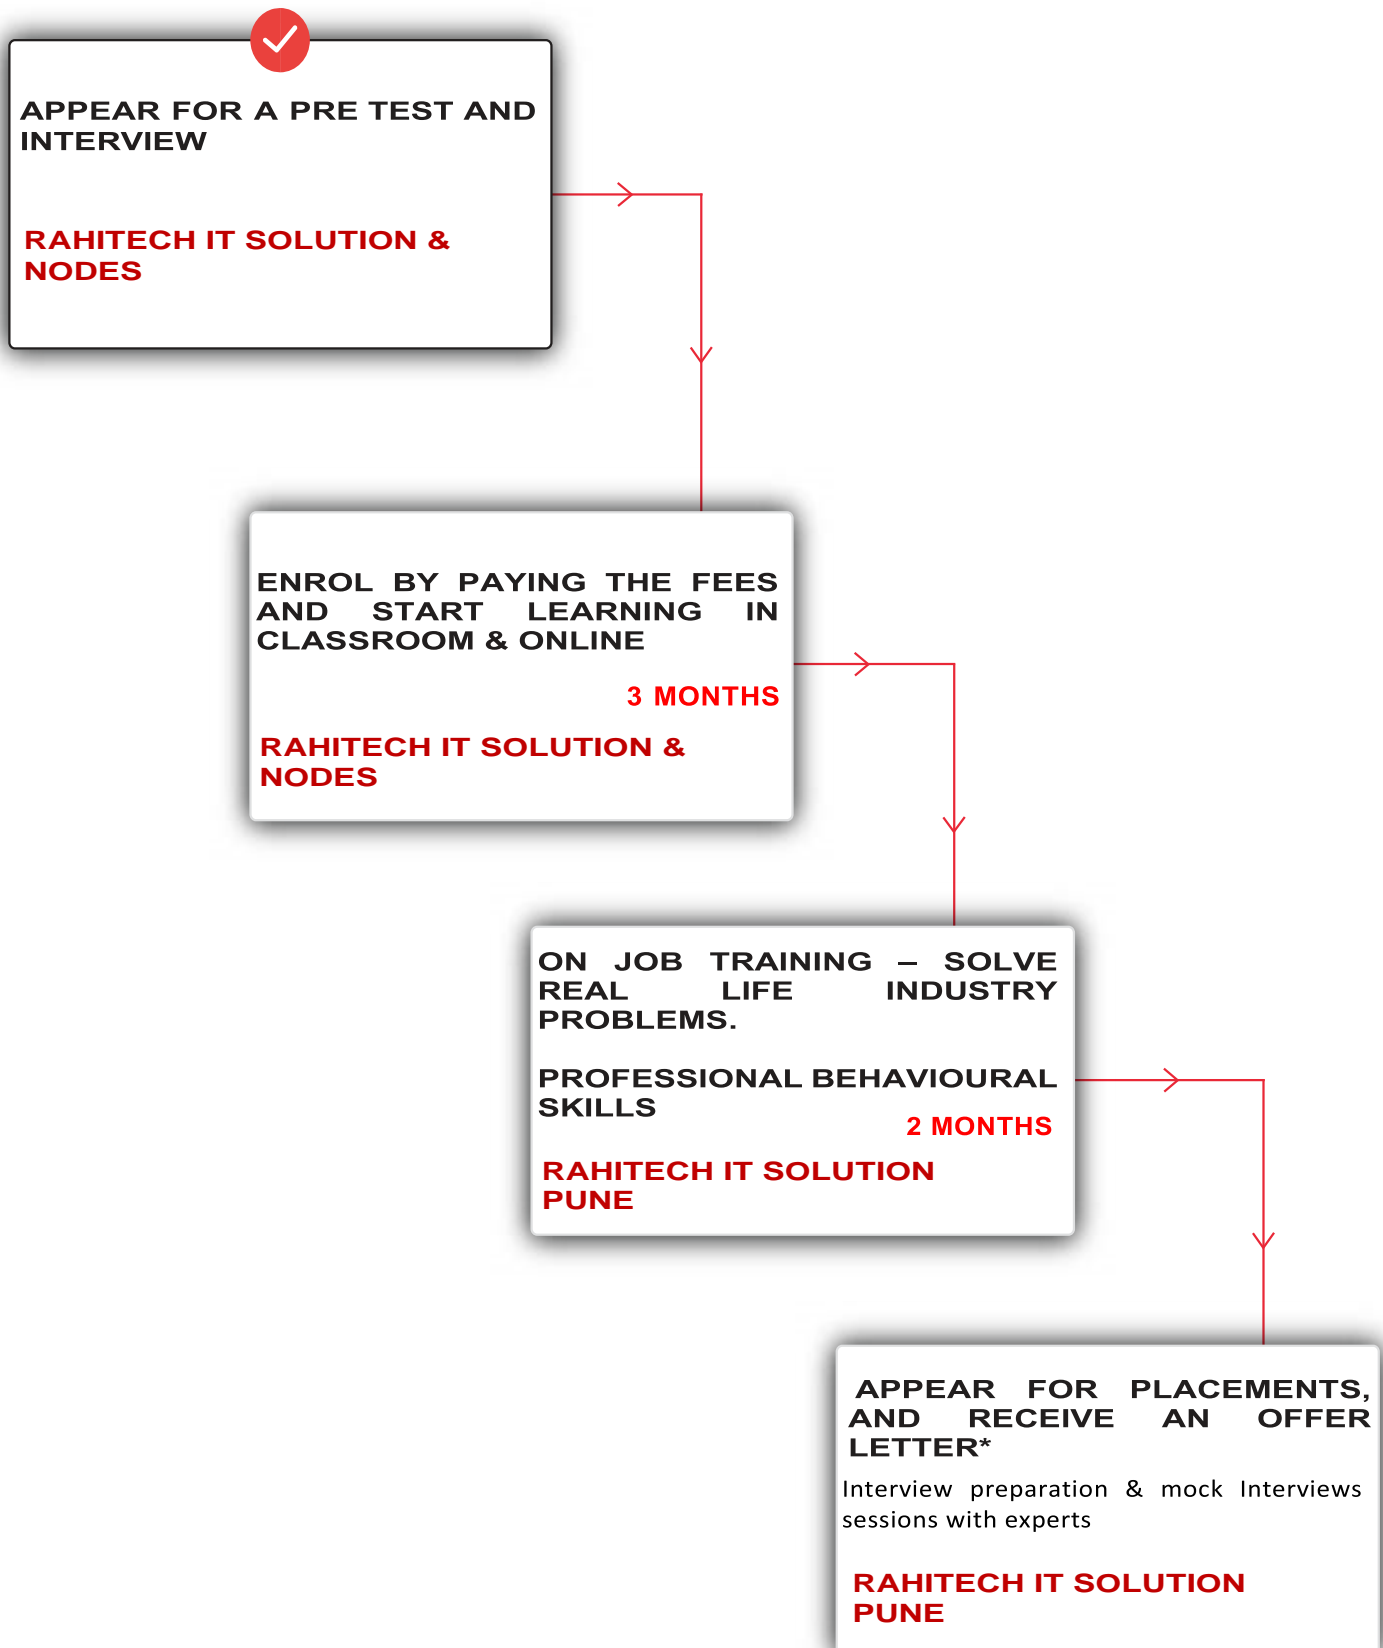 APPEAR FOR A PRE TEST AND
INTERVIEW
RAHITECH IT SOLUTION &
NODES
ENROL BY PAYING THE FEES
AND START LEARNING IN
CLASSROOM & ONLINE
3 MONTHS
RAHITECH IT SOLUTION &
NODES
ON JOB TRAINING – SOLVE
REAL LIFE INDUSTRY
PROBLEMS.
PROFESSIONAL BEHAVIOURAL
SKILLS
2 MONTHS
RAHITECH IT SOLUTION
PUNE
APPEAR FOR PLACEMENTS,
AND RECEIVE AN OFFER
LETTER*
Interview preparation & mock Interviews
sessions with experts
RAHITECH IT SOLUTION
PUNE